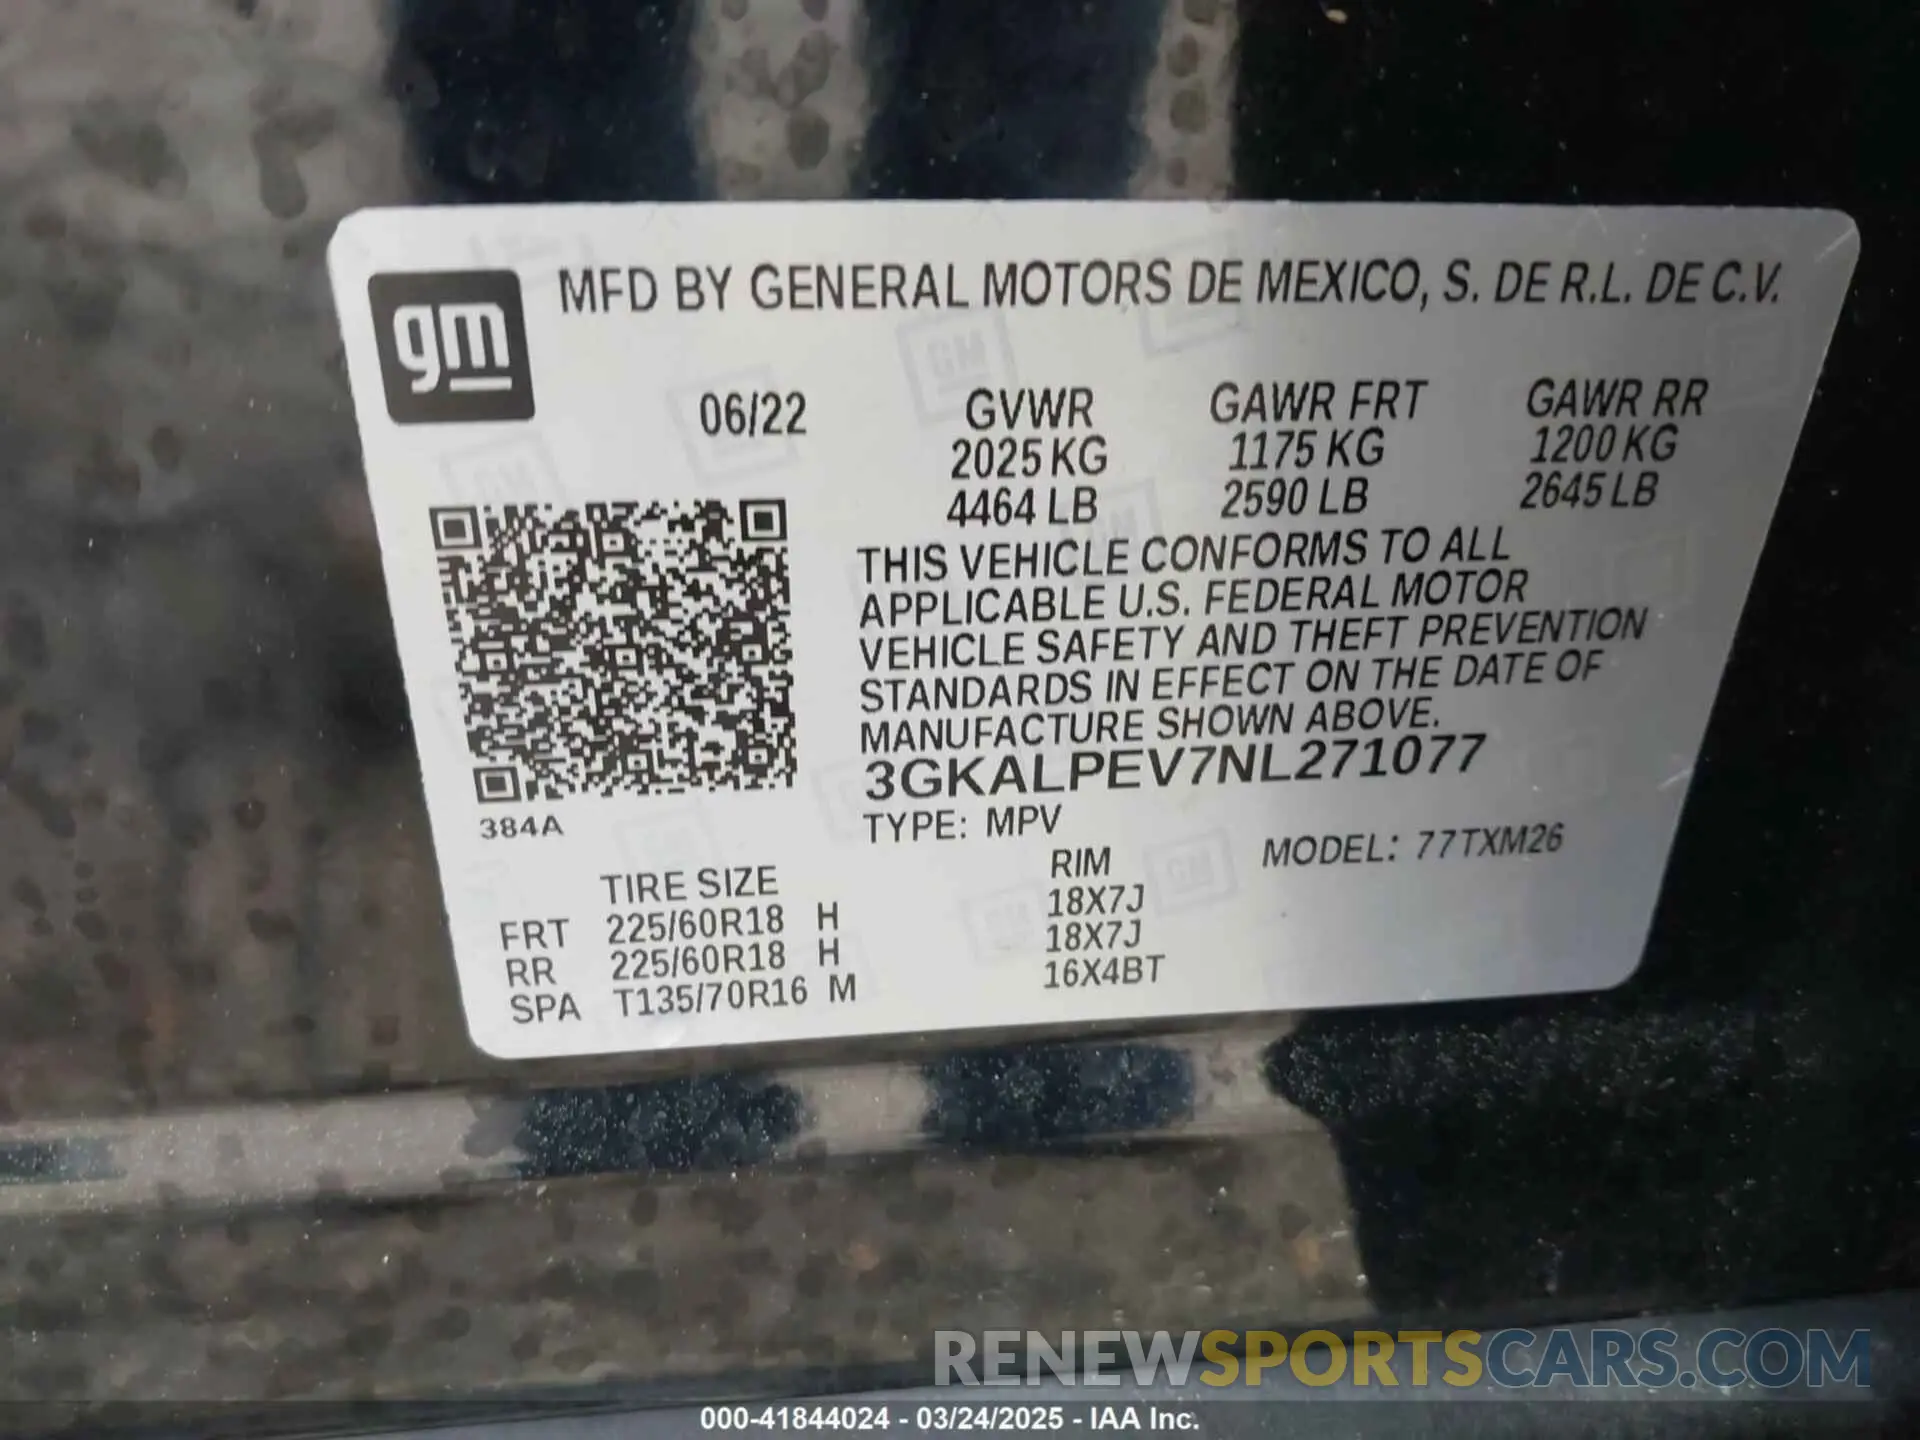 gm
MFD BY GENERAL MOTORS DE MEXICO, S. DE R.L. DE C.V.
06/22 GVWR GAWR FRT GAWR RR
2025 KG 1175 KG 1200 KG
4464 LB 2590 LB 2645 LB
THIS VEHICLE CONFORMS TO ALL
APPLICABLE U.S. FEDERAL MOTOR
VEHICLE SAFETY AND THEFT PREVENTION
STANDARDS IN EFFECT ON THE DATE OF
MANUFACTURE SHOWN ABOVE.
3GKALPEV7NL271077
384A
TYPE: MPV
MODEL: 77TXM26
TIRE SIZE RIM
FRT 225/60R18 H 18X7J
RR 225/60R18 H 18X7J
SPA T135/70R16 M 16X4BT
RENEWSPORTSCARS.COM
000-41844024 - 03/24/2025 - IAA Inc.